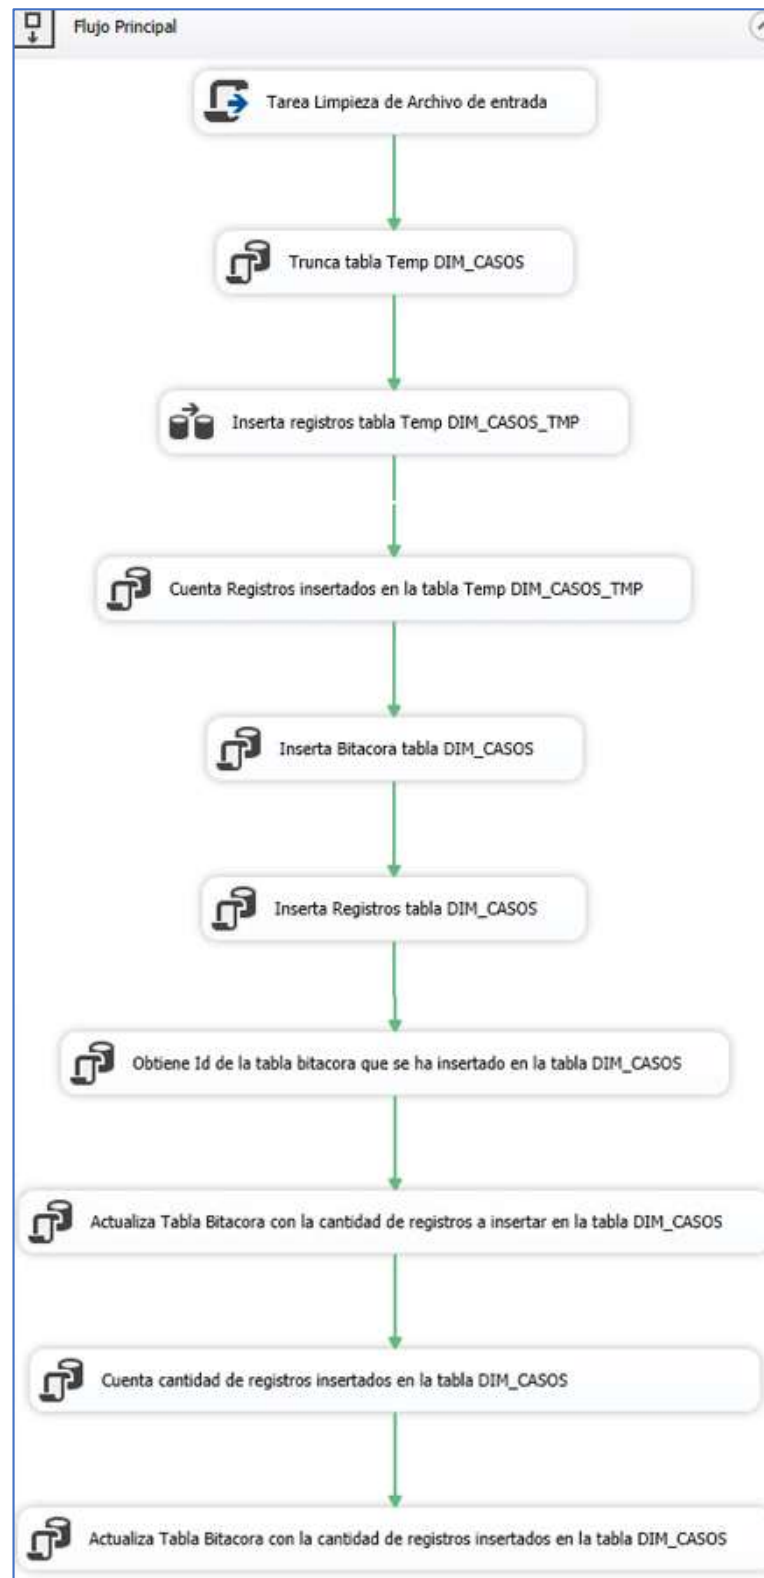 Flujo Principal
Tarea Limpieza de Archivo de entrada
Trunca tabla Temp DIM_CASOS
Inserta registros tabla Temp DIM_CASOS_TMP
Cuenta Registros insertados en la tabla Temp DIM_CASOS_TMP
Inserta Bitacora tabla DIM_CASOS
Inserta Registros tabla DIM_CASOS
Obtiene Id de la tabla bitacora que se ha insertado en la tabla DIM_CASOS
Actualiza Tabla Bitacora con la cantidad de registros a insertar en la tabla DIM_CASOS
Cuenta cantidad de registros insertados en la tabla DIM_CASOS
Actualiza Tabla Bitacora con la cantidad de registros insertados en la tabla DIM_CASOS